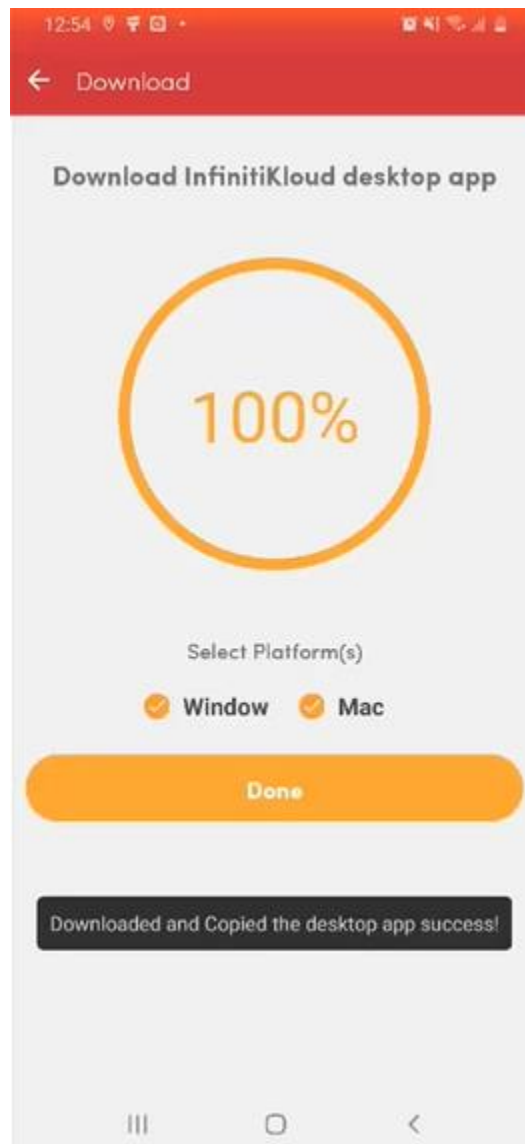 12:54
Download
Download InfinitiKloud desktop app
100%
Select Platform(s)
Window Mac
Done
Downloaded and Copied the desktop app success!